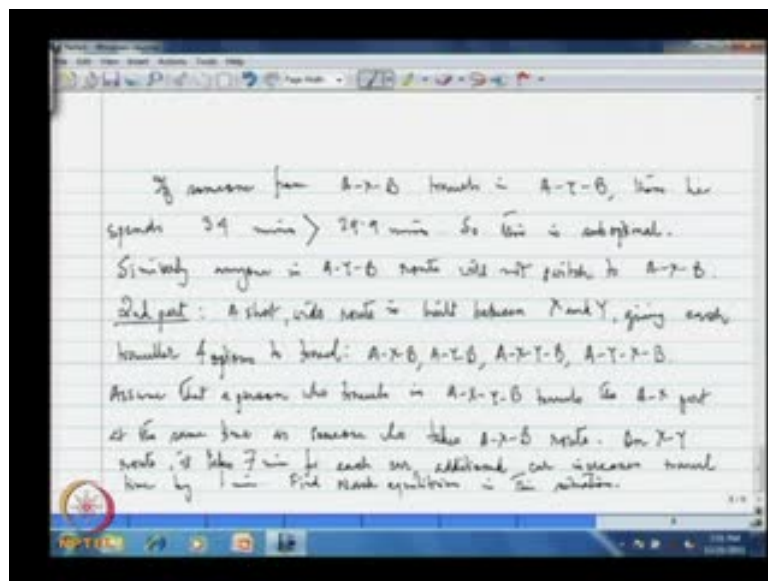 If someone from A-X-B travels in A-Y-B, then he
spends 34 mins > 29.9 mins. So this is suboptimal.
Similarly anyone in A-Y-B route will not switch to A-X-B.
2nd part: A short, wide route is built between X and Y, giving each
traveller 4 options to travel: A-X-B, A-Y-B, A-X-Y-B, A-Y-X-B.
Assume that a person who travels in A-X-Y-B travels the A-X part
at the same time as someone who takes A-X-B route. On X-Y
route, it takes 7 min for each car, additional car increases travel
time by 1 min. Find Nash equilibrium in this situation.
NPTEL